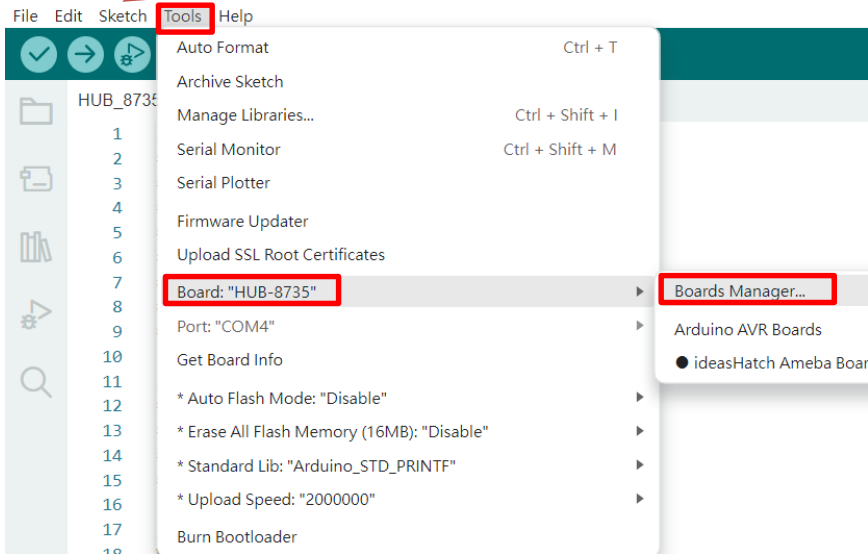 File Edit Sketch Tools Help
HUB_873
Auto Format Ctrl + T
Archive Sketch
Manage Libraries... Ctrl + Shift + I
Serial Monitor Ctrl + Shift + M
Serial Plotter
Firmware Updater
Upload SSL Root Certificates
Board: "HUB-8735"
Port: "COM4"
Get Board Info
* Auto Flash Mode: "Disable"
* Erase All Flash Memory (16MB): "Disable"
* Standard Lib: "Arduino_STD_PRINTF"
* Upload Speed: "2000000"
Burn Bootloader
Boards Manager...
Arduino AVR Boards
ideasHatch Ameba Boar
1
2
3
4
5
6
7
8
9
10
11
12
13
14
15
16
17
18